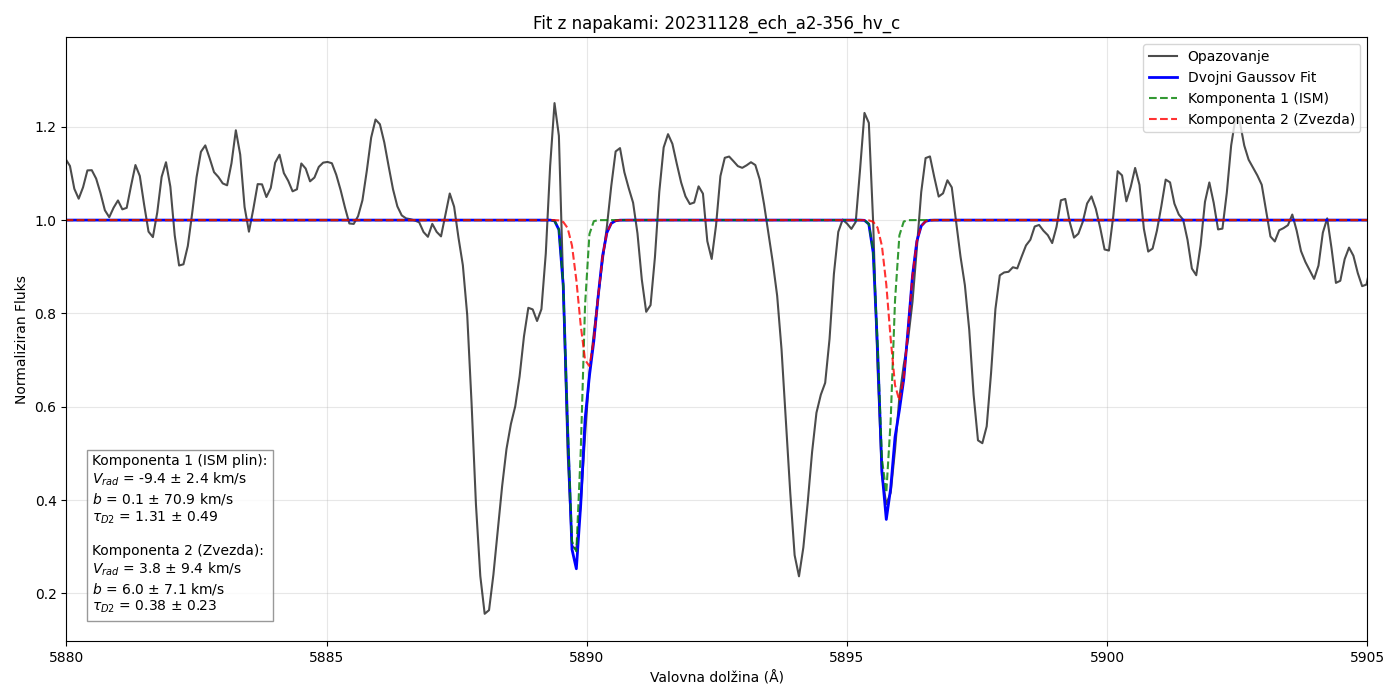 Fit z napakami: 20231128_ech_a2-356_hv_c
Normaliziran Fluks
1.2
1.0
0.8
0.6
0.4
0.2
Opazovanje
Dvojni Gaussov Fit
Komponenta 1 (ISM)
Komponenta 2 (Zvezda)
Komponenta 1 (ISM plin):
V_rad = -9.4 ± 2.4 km/s
b = 0.1 ± 70.9 km/s
τ_D2 = 1.31 ± 0.49
Komponenta 2 (Zvezda):
V_rad = 3.8 ± 9.4 km/s
b = 6.0 ± 7.1 km/s
τ_D2 = 0.38 ± 0.23
5880
5885
5890
5895
5900
5905
Valovna dolžina (Å)